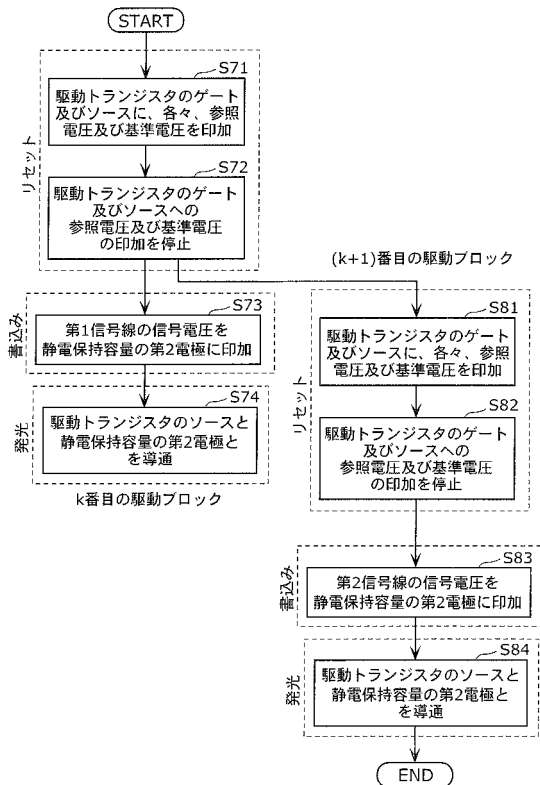 START
S71
駆動トランジスタのゲート
及びソースに、各々、参照
電圧及び基準電圧を印加
S72
駆動トランジスタのゲート
及びソースへの
参照電圧及び基準電圧
の印加を停止
リセット
S73
第1信号線の信号電圧を
静電保持容量の第2電極に印加
書込み
S74
駆動トランジスタのソースと
静電保持容量の第2電極と
を導通
発光
k番目の駆動ブロック
(k+1)番目の駆動ブロック
S81
駆動トランジスタのゲート
及びソースに、各々、参照
電圧及び基準電圧を印加
S82
駆動トランジスタのゲート
及びソースへの
参照電圧及び基準電圧
の印加を停止
リセット
S83
第2信号線の信号電圧を
静電保持容量の第2電極に印加
書込み
S84
駆動トランジスタのソースと
静電保持容量の第2電極と
を導通
発光
END